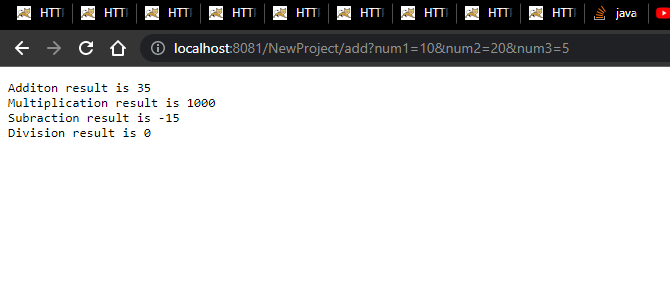 HTT HTT HTT HTT HTT HTT HTT HTT HTT java
localhost:8081/NewProject/add?num1=10&num2=20&num3=5
Additon result is 35
Multiplication result is 1000
Subraction result is -15
Division result is 0